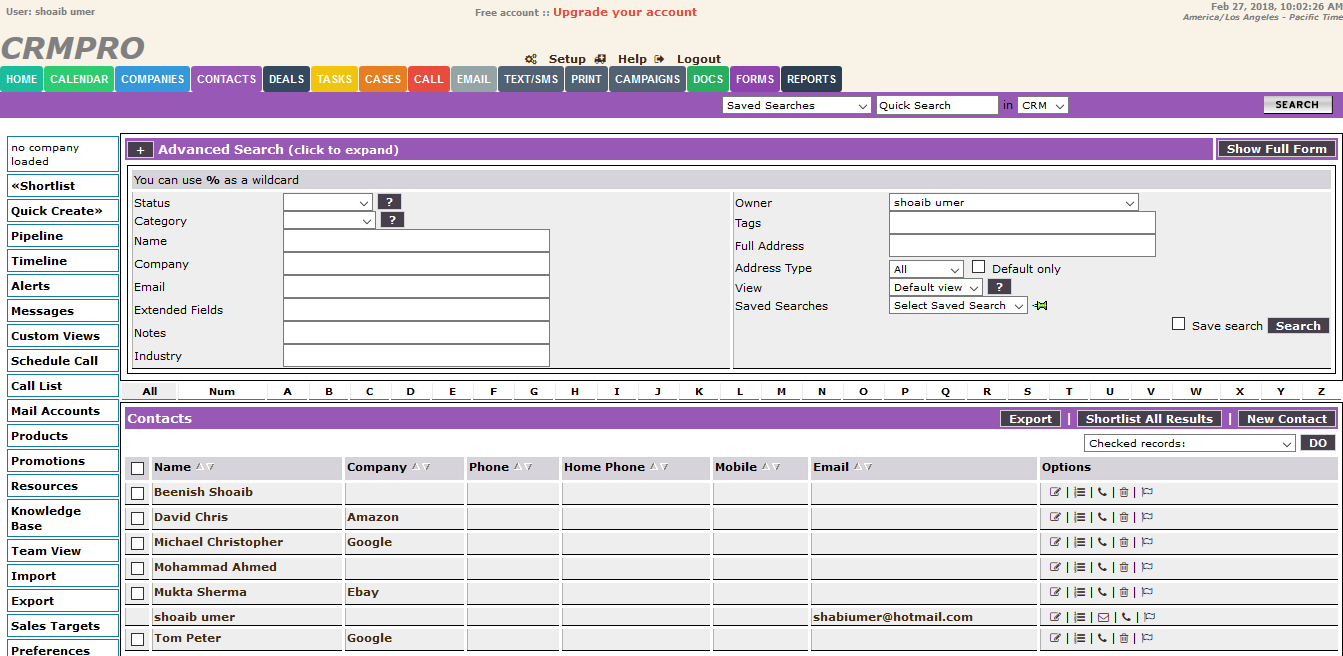 User: shoaib umer
Free account :: Upgrade your account
Feb 27, 2018, 10:02:26 AM
America/Los Angeles - Pacific Time
CRMPRO
Setup Help Logout
HOME CALENDAR COMPANIES CONTACTS DEALS TASKS CASES CALL EMAIL TEXT/SMS PRINT CAMPAIGNS DOCS FORMS REPORTS
Saved Searches Quick Search in CRM SEARCH
no company
loaded
«Shortlist
Quick Create»
Pipeline
Timeline
Alerts
Messages
Custom Views
Schedule Call
Call List
Mail Accounts
Products
Promotions
Resources
Knowledge
Base
Team View
Import
Export
Sales Targets
Preferences
+ Advanced Search (click to expand) Show Full Form
You can use % as a wildcard
Status ?
Category ?
Name
Company
Email
Extended Fields
Notes
Industry
Owner shoaib umer
Tags
Full Address
Address Type All Default only
View Default view ?
Saved Searches Select Saved Search
Save search Search
All Num A B C D E F G H I J K L M N O P Q R S T U V W X Y Z
Contacts Export | Shortlist All Results | New Contact
Checked records: DO
Name Company Phone Home Phone Mobile Email Options
Beenish Shoaib | | | |
David Chris Amazon | | | |
Michael Christopher Google | | | |
Mohammad Ahmed | | | |
Mukta Sherma Ebay | | | |
shoaib umer shabiumer@hotmail.com | | | |
Tom Peter Google | | | |